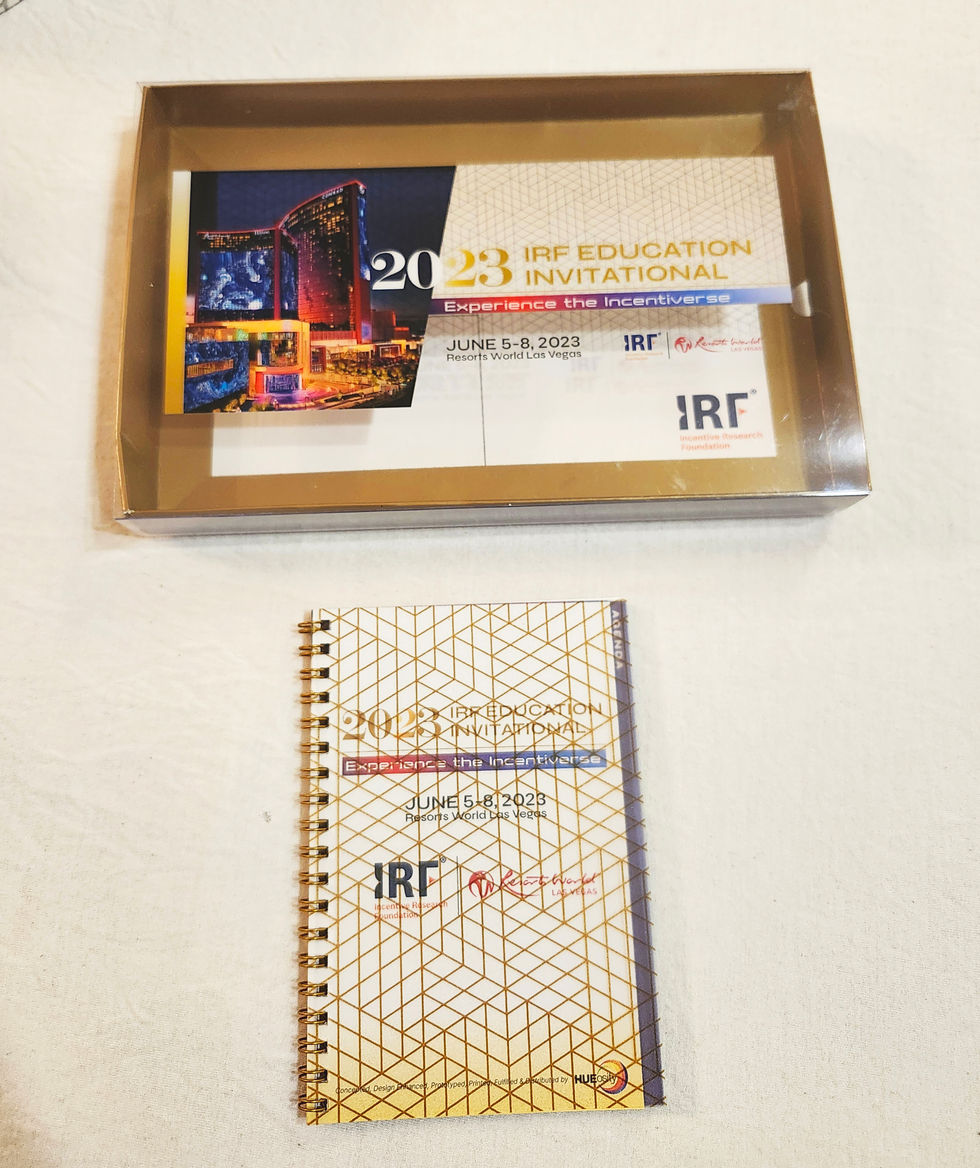 2023 IRF EDUCATION
INVITATIONAL
Experience the Incentiverse
JUNE 5-8, 2023
Resorts World Las Vegas
IRF Resorts World
LAS VEGAS
IRF®
Incentive Research
Foundation
AGENDA
2023 IRF EDUCATION
INVITATIONAL
Experience the Incentiverse
JUNE 5-8, 2023
Resorts World Las Vegas
IRF® Resorts World
LAS VEGAS
Incentive Research
Foundation
Concepted, Design Enhanced, Prototyped, Printed, Fulfilled & Distributed by HUEosity